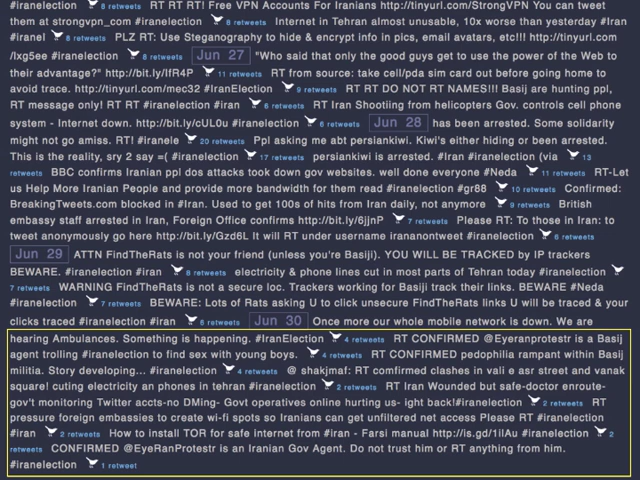 #iranelection 6 retweets RT RT RT! Free VPN Accounts For Iranians http://tinyurl.com/StrongVPN You can tweet
them at strongvpn_com #iranelection 8 retweets Internet in Tehran almost unusable, 10x worse than yesterday #Iran
#iranel 8 retweets PLZ RT: Use Steganography to hide & encrypt info in pics, email avatars, etc!!! http://tinyurl.com
/lxg5ee #iranelection 8 retweets Jun 27 "Who said that only the good guys get to use the power of the Web to
their advantage?" http://bit.ly/IfR4P 11 retweets RT from source: take cell/pda sim card out before going home to
avoid trace. http://tinyurl.com/mec32 #IranElection 9 retweets RT RT DO NOT RT NAMES!!! Basij are hunting ppl,
RT message only! RT RT #iranelection #iran 8 retweets RT Iran Shootiing from helicopters Gov. controls cell phone
system - Internet down. http://bit.ly/cUL0u #iranelection 6 retweets Jun 28 has been arrested. Some solidarity
might not go amiss. RT! #iranele 20 retweets Ppl asking me abt persiankiwi. Kiwi's either hiding or been arrested.
This is the reality, sry 2 say =( #iranelection 17 retweets persiankiwi is arrested. #Iran #iranelection (via 13
retweets BBC confirms Iranian ppl dos attacks took down gov websites. well done everyone #Neda 11 retweets RT-Let
us Help More Iranian People and provide more bandwidth for them read #iranelection #gr88 10 retweets Confirmed:
BreakingTweets.com blocked in #Iran. Used to get 100s of hits from Iran daily, not anymore 9 retweets British
embassy staff arrested in Iran, Foreign Office confirms http://bit.ly/6jjnP 7 retweets Please RT: To those in Iran: to
tweet anonymously go here http://bit.ly/Gzd6L It will RT under username irananontweet #iranelection 6 retweets
Jun 29 ATTN FindTheRats is not your friend (unless you're Basiji). YOU WILL BE TRACKED by IP trackers
BEWARE. #iranelection #iran 8 retweets electricity & phone lines cut in most parts of Tehran today #iranelection
7 retweets WARNING FindTheRats is not a secure loc. Trackers working for Basiji track their links. BEWARE #Neda
#iranelection 7 retweets BEWARE: Lots of Rats asking U to click unsecure FindTheRats links U will be traced & your
clicks traced #iranelection #iran 6 retweets Jun 30 Once more our whole mobile network is down. We are
hearing Ambulances. Something is happening. #IranElection 4 retweets RT CONFIRMED @Eyeranprotestr is a Basij
agent trolling #iranelection to find sex with young boys. 4 retweets RT CONFIRMED pedophilia rampant within Basij
militia. Story developing... #iranelection 4 retweets @ shakjmaf: RT comfirmed clashes in vali e asr street and vanak
square! cuting electricity an phones in tehran #iranelection 2 retweets RT Iran Wounded but safe-doctor enroute-
gov't monitoring Twitter accts-no DMing- Govt operatives online hurting us- ight back!#iranelection 2 retweets RT
pressure foreign embassies to create wi-fi spots so Iranians can get unfiltered net access Please RT #iranelection
#iran 2 retweets How to install TOR for safe internet from #iran - Farsi manual http://is.gd/1ilAu #iranelection 2
retweets CONFIRMED @EyeRanProtestr is an Iranian Gov Agent. Do not trust him or RT anything from him.
#iranelection 1 retweet